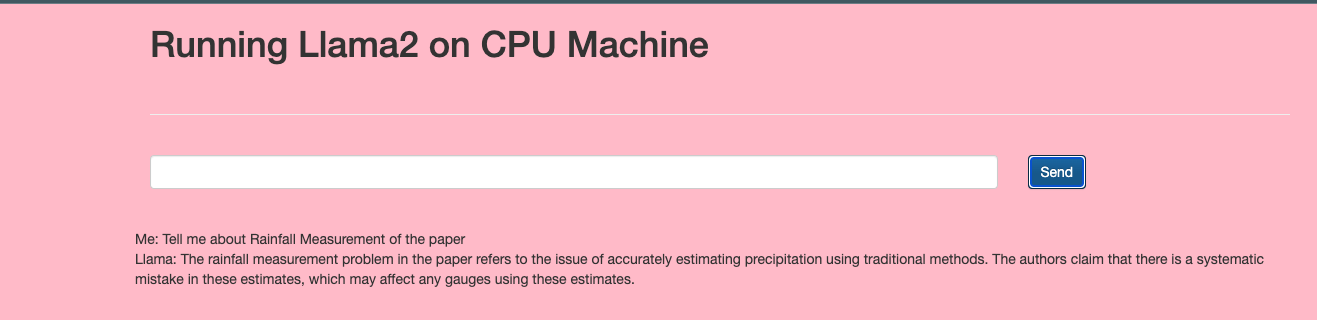 Running Llama2 on CPU Machine
Send
Me: Tell me about Rainfall Measurement of the paper
Llama: The rainfall measurement problem in the paper refers to the issue of accurately estimating precipitation using traditional methods. The authors claim that there is a systematic
mistake in these estimates, which may affect any gauges using these estimates.